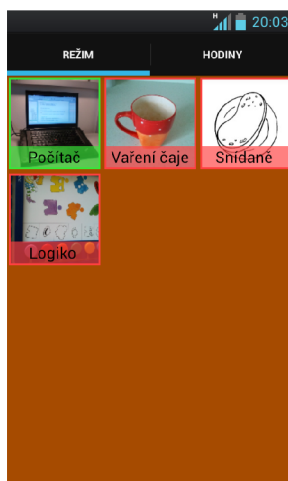 H
20:03
REŽIM
HODINY
Počítač
Vaření čaje
Snídaně
Logiko